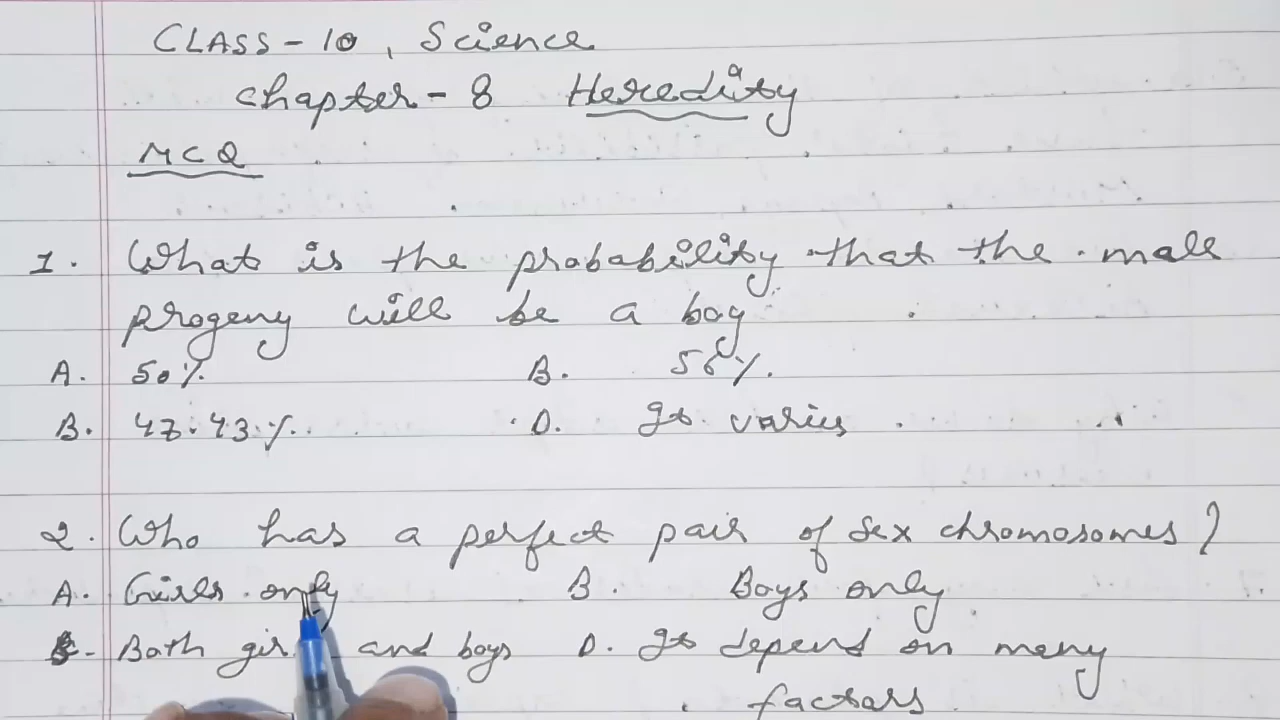 CLASS - 10, Science
Chapter - 8 Heredity
MCQ
1. What is the probability that the male
progeny will be a boy
A. 50% B. 56%.
B. 47.43%. D. It varies
2. Who has a perfect pair of sex chromosomes?
A. Girls only B. Boys only
Both girls and boys D. It depend on many
factors